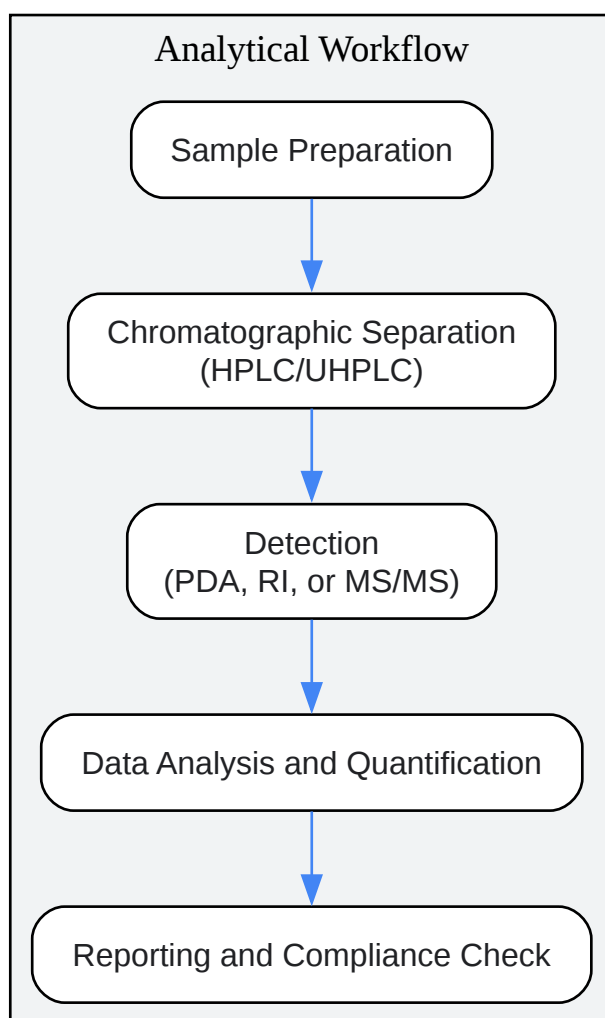 Analytical Workflow
Sample Preparation
Chromatographic Separation
(HPLC/UHPLC)
Detection
(PDA, RI, or MS/MS)
Data Analysis and Quantification
Reporting and Compliance Check